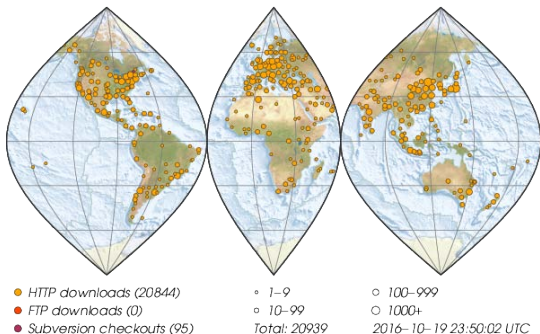 HTTP downloads (20844)
FTP downloads (0)
Subversion checkouts (95)
1–9
10–99
Total: 20939
100–999
1000+
2016–10–19 23:50:02 UTC